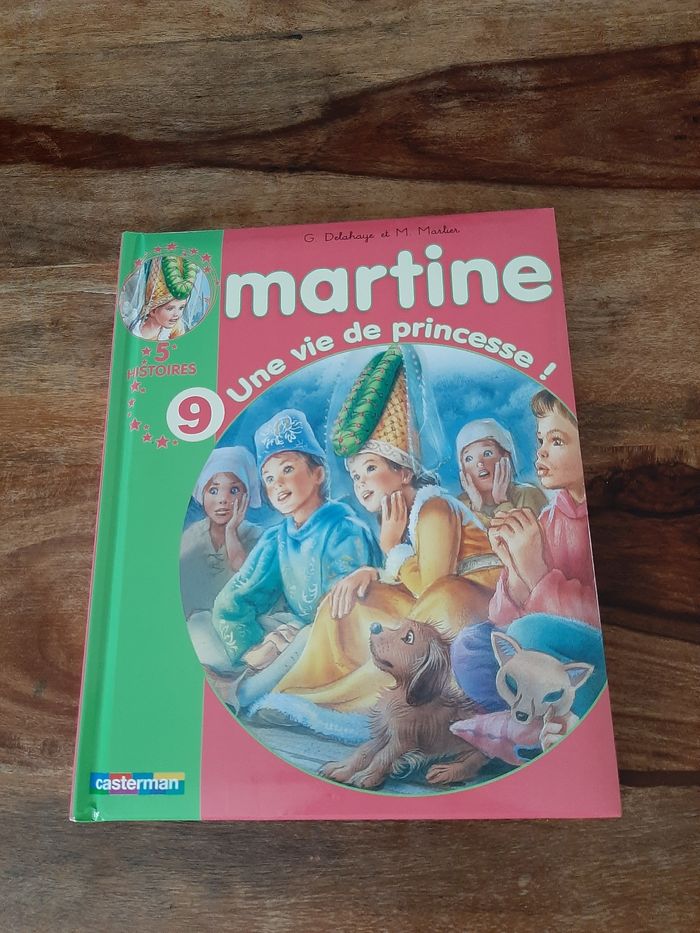 G. Delahaye et M. Marlier
martine
Une vie de princesse !
5
HISTOIRES
9
casterman